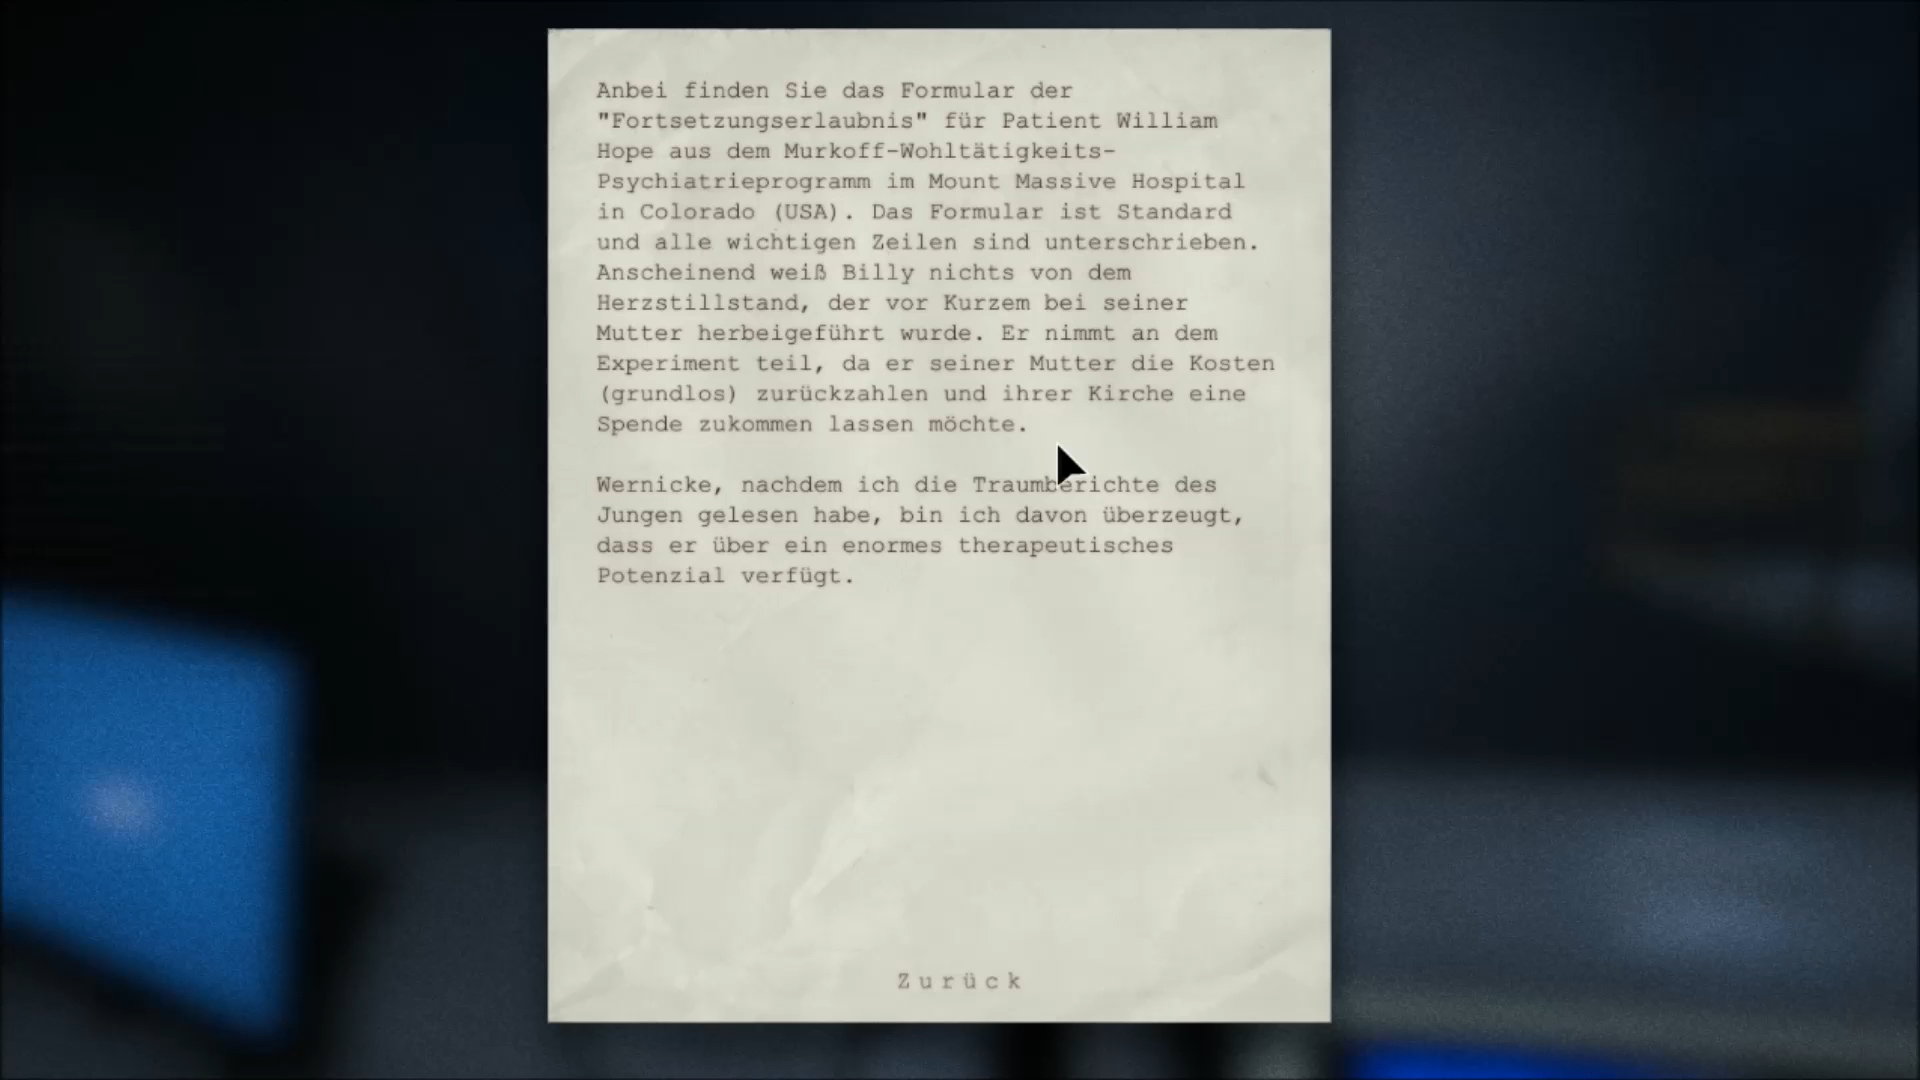 Anbei finden Sie das Formular der
"Fortsetzungserlaubnis" für Patient William
Hope aus dem Murkoff-Wohltätigkeits-
Psychiatrieprogramm im Mount Massive Hospital
in Colorado (USA). Das Formular ist Standard
und alle wichtigen Zeilen sind unterschrieben.
Anscheinend weiß Billy nichts von dem
Herzstillstand, der vor Kurzem bei seiner
Mutter herbeigeführt wurde. Er nimmt an dem
Experiment teil, da er seiner Mutter die Kosten
(grundlos) zurückzahlen und ihrer Kirche eine
Spende zukommen lassen möchte.
Wernicke, nachdem ich die Traumberichte des
Jungen gelesen habe, bin ich davon überzeugt,
dass er über ein enormes therapeutisches
Potenzial verfügt.
Zurück